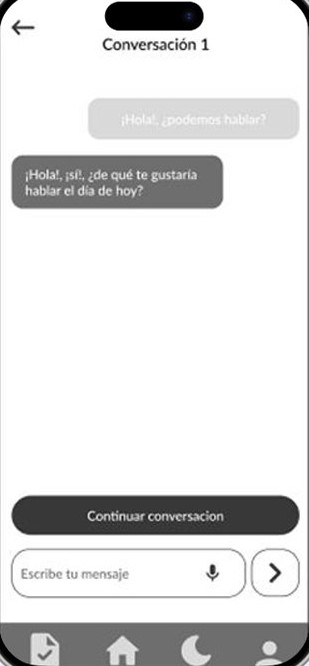 Conversación 1
¡Hola!, ¿podemos hablar?
¡Hola!, ¡sí!, ¿de qué te gustaría
hablar el día de hoy?
Continuar conversacion
Escribe tu mensaje